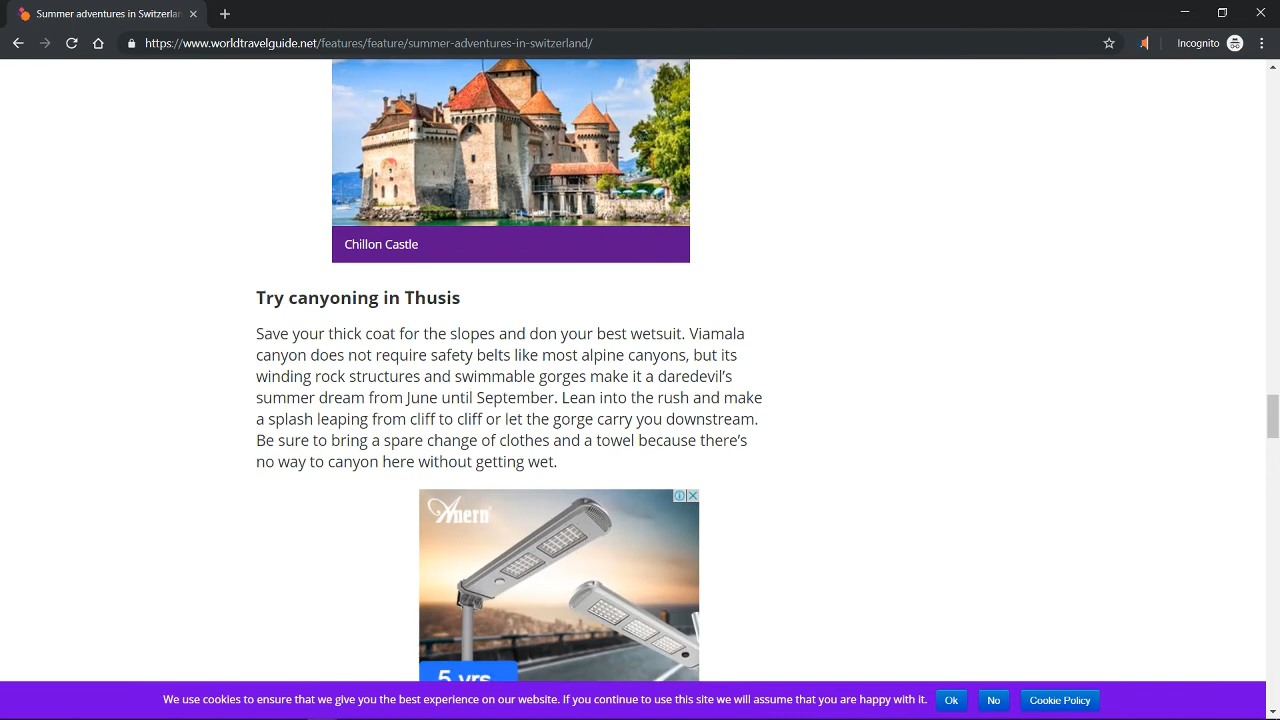 Summer adventures in Switzerlan
https://www.worldtravelguide.net/features/feature/summer-adventures-in-switzerland/
Incognito
Chillon Castle
Try canyoning in Thusis
Save your thick coat for the slopes and don your best wetsuit. Viamala
canyon does not require safety belts like most alpine canyons, but its
winding rock structures and swimmable gorges make it a daredevil's
summer dream from June until September. Lean into the rush and make
a splash leaping from cliff to cliff or let the gorge carry you downstream.
Be sure to bring a spare change of clothes and a towel because there's
no way to canyon here without getting wet.
Anern
5 yrs
We use cookies to ensure that we give you the best experience on our website. If you continue to use this site we will assume that you are happy with it.
Ok
No
Cookie Policy